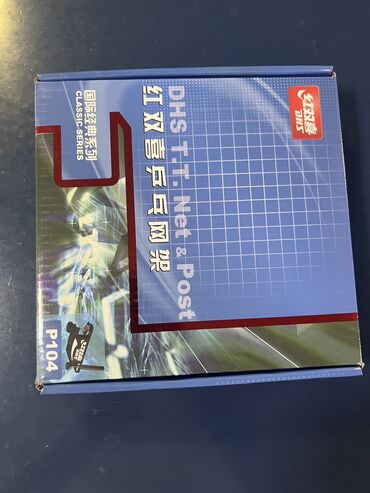 红双喜
DHS
DHS T.T. Net & Post
红双喜乒乓网架
国际经典系列
CLASSIC SERIES
P104